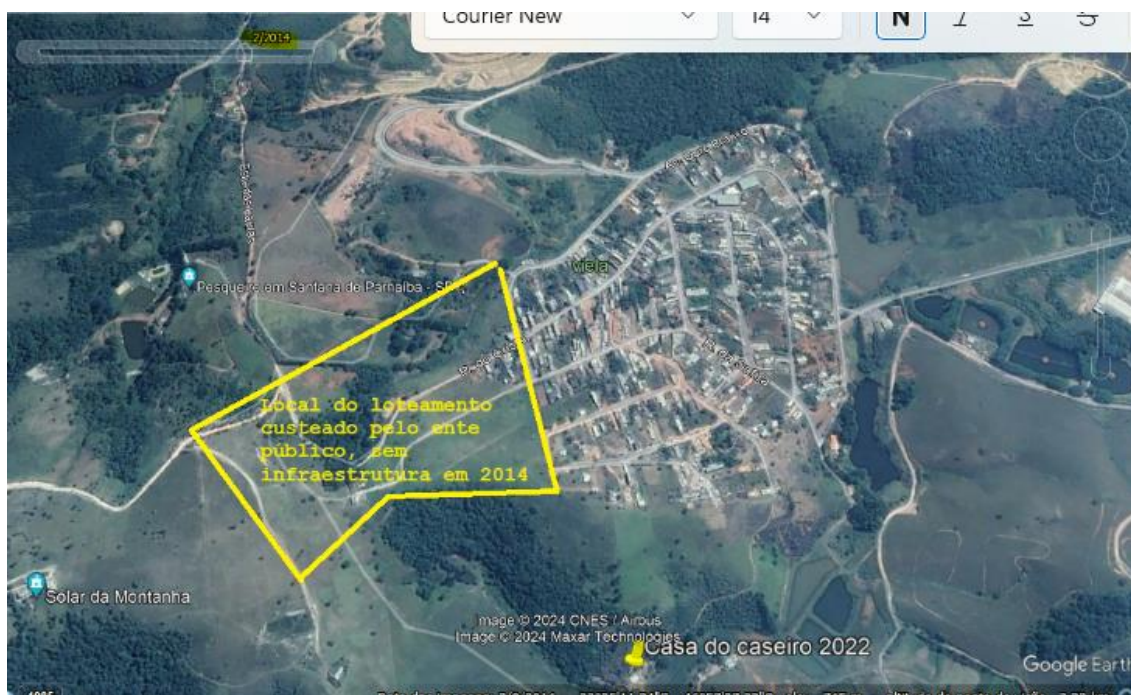 Courier New
14
N
I
S
2/2014
Viela
Pesqueiro em Santana de Parnaíba - SP
Local do loteamento
custeado pelo ente
público, sem
infraestrutura em 2014
Solar da Montanha
Image © 2024 CNES / Airbus
Image © 2024 Maxar Technologies
Casa do caseiro 2022
Google Earth
1985